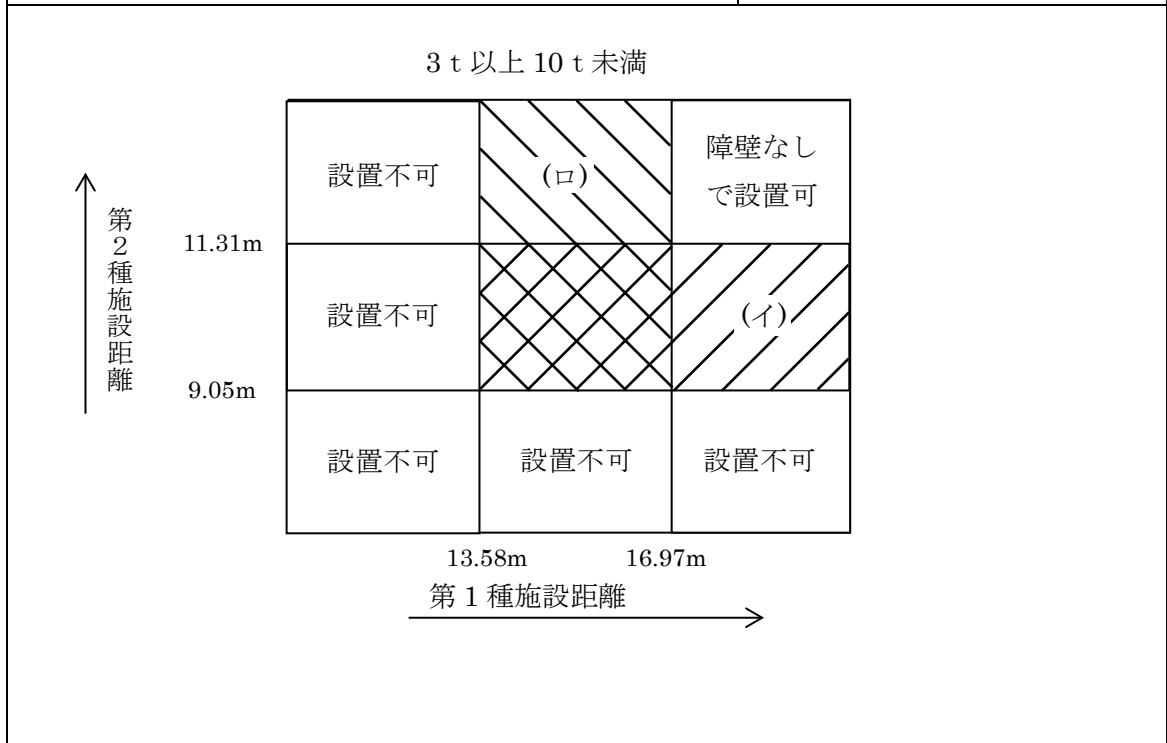 3ｔ以上10ｔ未満
設置不可
(ロ)
障壁なし
で設置可
11.31m
設置不可
(イ)
9.05m
設置不可
設置不可
設置不可
第２種施設距離
13.58m
16.97m
第１種施設距離